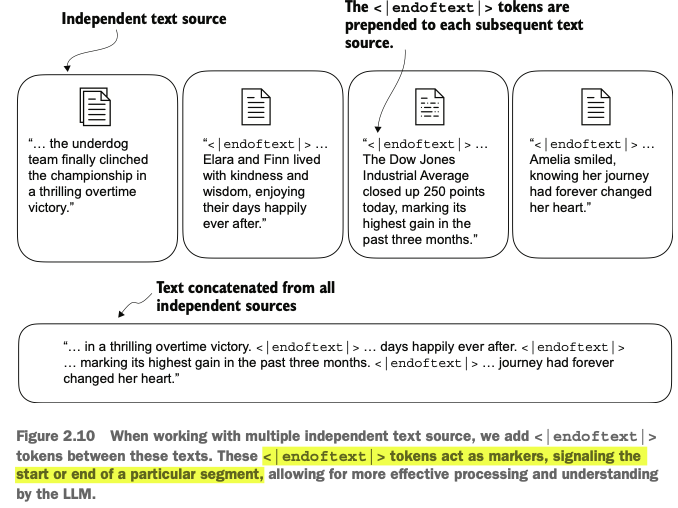 Independent text source
The <|endoftext|> tokens are
prepended to each subsequent text
source.
“… the underdog
team finally clinched
the championship in
a thrilling overtime
victory.”
“<|endoftext|> …
Elara and Finn lived
with kindness and
wisdom, enjoying
their days happily
ever after.”
“<|endoftext|> …
The Dow Jones
Industrial Average
closed up 250 points
today, marking its
highest gain in the
past three months.”
“<|endoftext|> …
Amelia smiled,
knowing her journey
had forever changed
her heart.”
Text concatenated from all
independent sources
“… in a thrilling overtime victory. <|endoftext|> … days happily ever after. <|endoftext|>
… marking its highest gain in the past three months. <|endoftext|> … journey had forever
changed her heart.”
Figure 2.10 When working with multiple independent text source, we add <|endoftext|>
tokens between these texts. These <|endoftext|> tokens act as markers, signaling the
start or end of a particular segment, allowing for more effective processing and understanding
by the LLM.